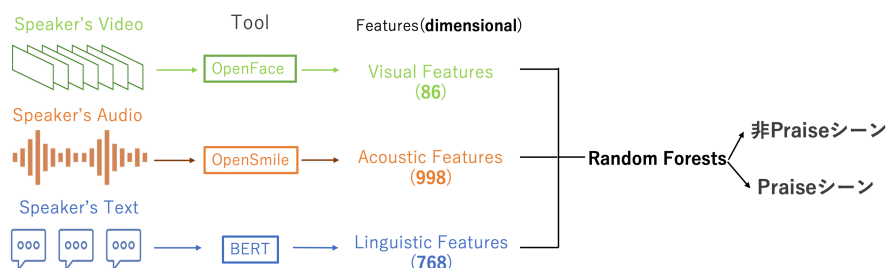 Speaker's Video
Tool
Features(dimensional)
OpenFace
Visual Features
(86)
Speaker's Audio
OpenSmile
Acoustic Features
(998)
Speaker's Text
BERT
Linguistic Features
(768)
Random Forests
非Praiseシーン
Praiseシーン